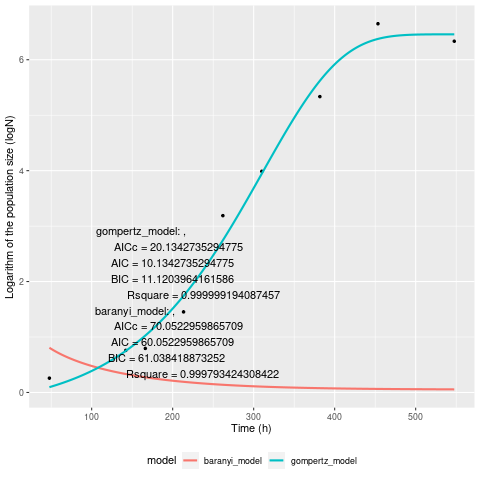 6
4
2
0
Logarithm of the population size (logN)
gompertz_model: ,
AICc = 20.1342735294775
AIC = 10.1342735294775
BIC = 11.1203964161586
Rsquare = 0.999999194087457
baranyi_model: ,
AICc = 70.0522959865709
AIC = 60.0522959865709
BIC = 61.038418873252
Rsquare = 0.999793424308422
100 200 300 400 500
Time (h)
model baranyi_model gompertz_model